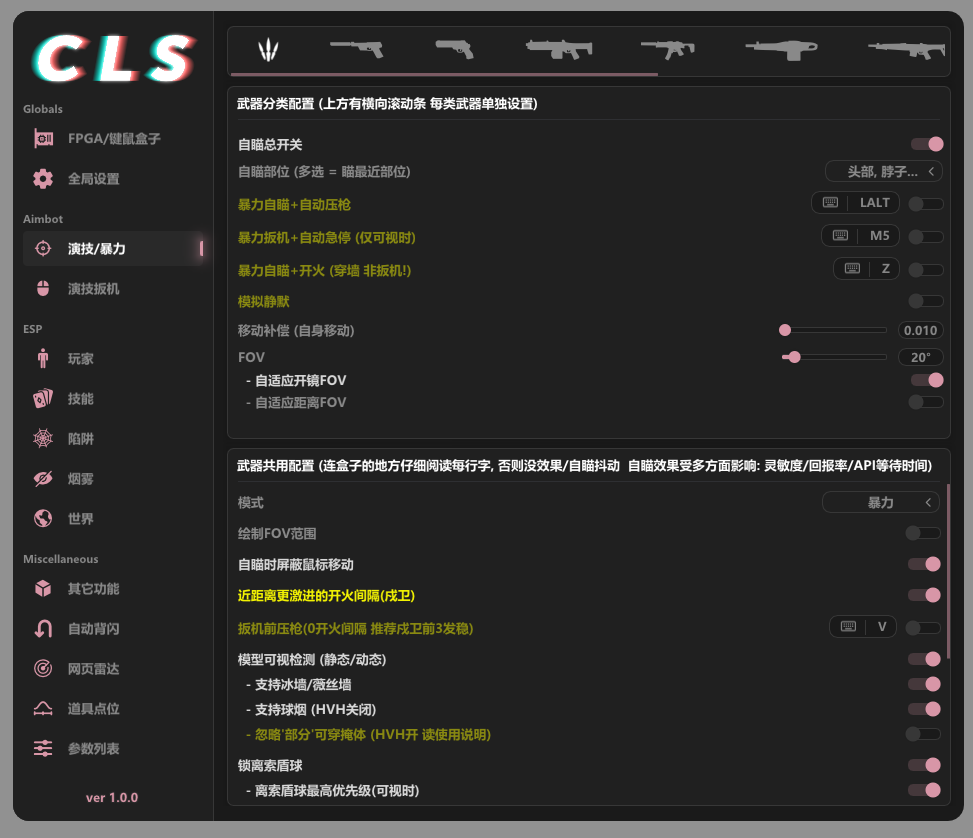 CLS
Globals
FPGA/键鼠盒子
全局设置
Aimbot
演技/暴力
演技扳机
ESP
玩家
技能
陷阱
烟雾
世界
Miscellaneous
其它功能
自动背闪
网页雷达
道具点位
参数列表
ver 1.0.0
武器分类配置 (上方有横向滚动条 每类武器单独设置)
自瞄总开关
自瞄部位 (多选 = 瞄最近部位) 头部, 脖子...
暴力自瞄+自动压枪 LALT
暴力扳机+自动急停 (仅可视时) M5
暴力自瞄+开火 (穿墙 非扳机!) Z
模拟静默
移动补偿 (自身移动) 0.010
FOV 20°
- 自适应开镜FOV
- 自适应距离FOV
武器共用配置 (连盒子的地方仔细阅读每行字, 否则没效果/自瞄抖动 自瞄效果受多方面影响: 灵敏度/回报率/API等待时间)
模式 暴力
绘制FOV范围
自瞄时屏蔽鼠标移动
近距离更激进的开火间隔(戍卫)
扳机前压枪(0开火间隔 推荐戍卫前3发稳) V
模型可视检测 (静态/动态)
- 支持冰墙/薇丝墙
- 支持球烟 (HVH关闭)
- 忽略'部分'可穿掩体 (HVH开 读使用说明)
锁离索盾球
- 离索盾球最高优先级(可视时)